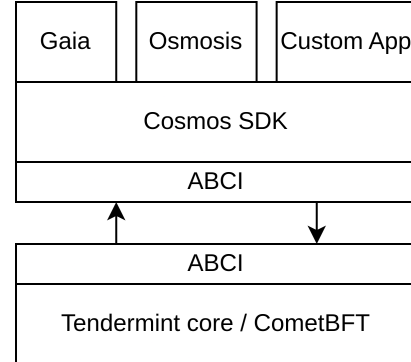 Gaia
Osmosis
Custom App
Cosmos SDK
ABCI
ABCI
Tendermint core / CometBFT